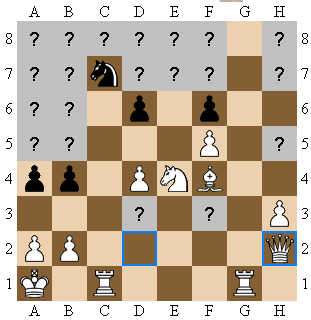 A B C D E F G H
8 ? ? ? ? ? ? ? 8
7 ? ? ? ? ? ? 7
6 ? ? 6
5 ? ? ? 5
4 4
3 ? ? 3
2 2
1 1
A B C D E F G H